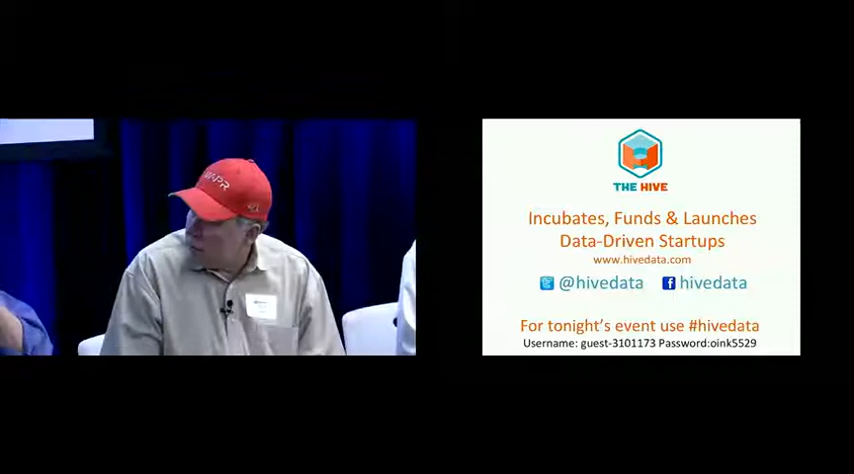 MAPR
THE HIVE
Incubates, Funds & Launches
Data-Driven Startups
www.hivedata.com
@hivedata hivedata
For tonight's event use #hivedata
Username: guest-3101173 Password:oink5529